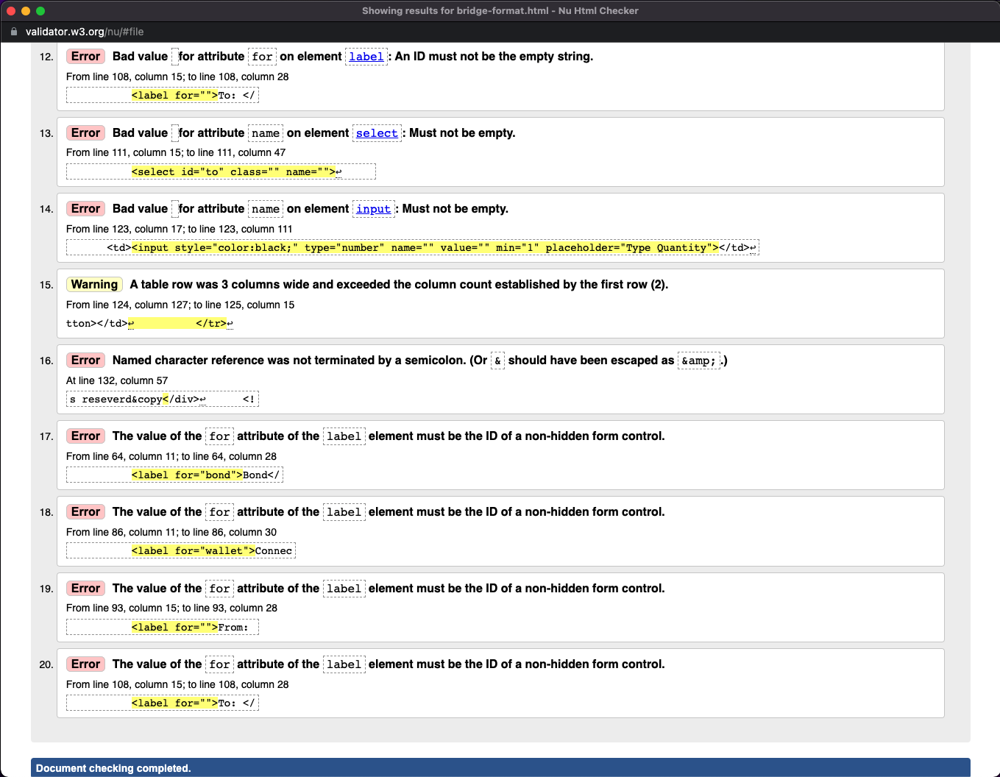 Showing results for bridge-format.html - Nu Html Checker
validator.w3.org/nu/#file
12. Error Bad value for attribute for on element label: An ID must not be the empty string.
From line 108, column 15; to line 108, column 28
<label for="">To: </
13. Error Bad value for attribute name on element select: Must not be empty.
From line 111, column 15; to line 111, column 47
<select id="to" class="" name="">↩
14. Error Bad value for attribute name on element input: Must not be empty.
From line 123, column 17; to line 123, column 111
<td><input style="color:black;" type="number" name="" value="" min="1" placeholder="Type Quantity"></td>↩
15. Warning A table row was 3 columns wide and exceeded the column count established by the first row (2).
From line 124, column 127; to line 125, column 15
tton></td>↩ </tr>↩
16. Error Named character reference was not terminated by a semicolon. (Or & should have been escaped as &amp;.)
At line 132, column 57
s reseverd&copy</div>↩ <!
17. Error The value of the for attribute of the label element must be the ID of a non-hidden form control.
From line 64, column 11; to line 64, column 28
<label for="bond">Bond</
18. Error The value of the for attribute of the label element must be the ID of a non-hidden form control.
From line 86, column 11; to line 86, column 30
<label for="wallet">Connec
19. Error The value of the for attribute of the label element must be the ID of a non-hidden form control.
From line 93, column 15; to line 93, column 28
<label for="">From:
20. Error The value of the for attribute of the label element must be the ID of a non-hidden form control.
From line 108, column 15; to line 108, column 28
<label for="">To: </
Document checking completed.